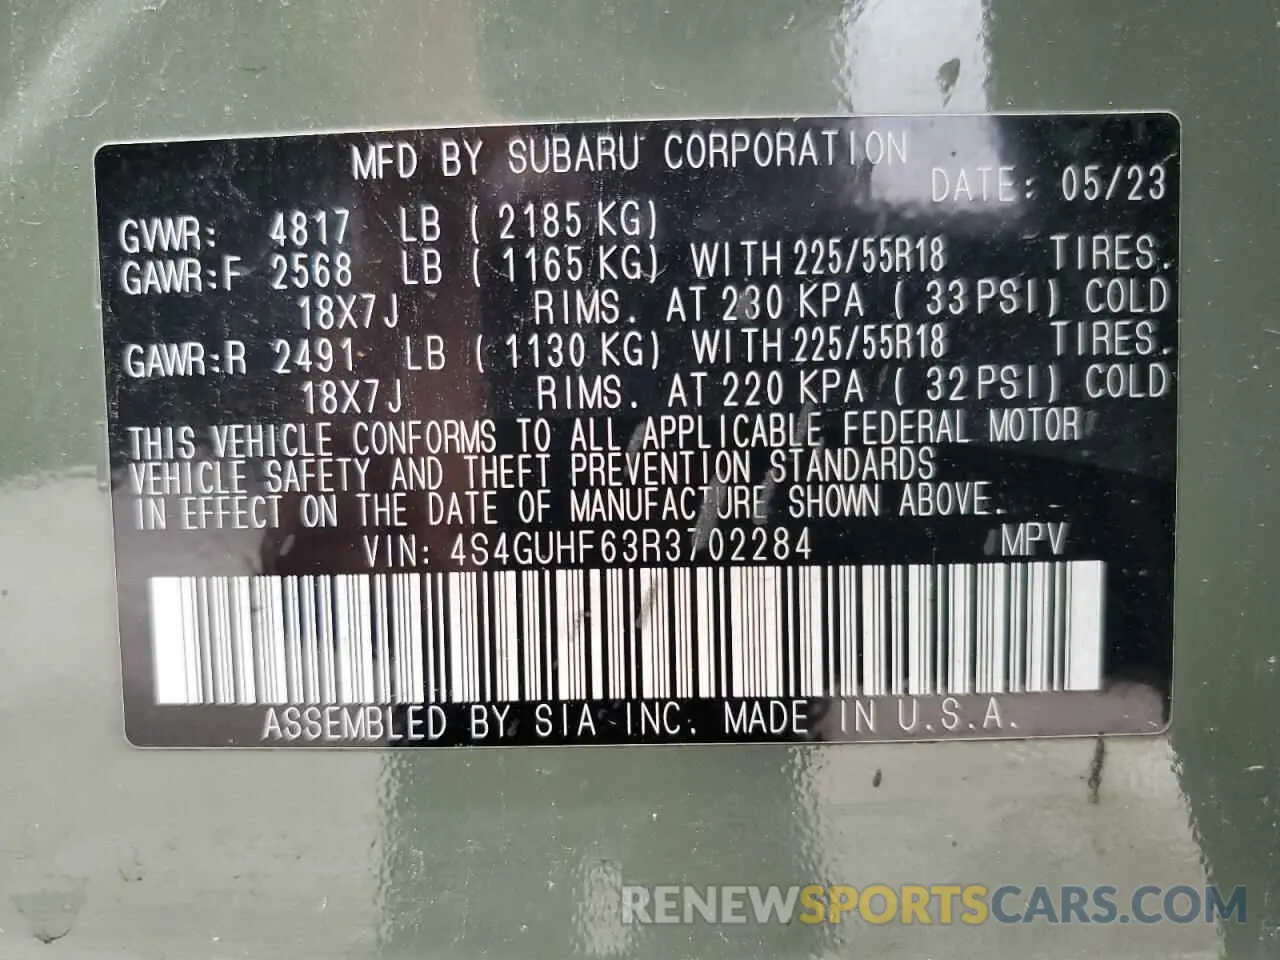 MFD BY SUBARU CORPORATION
DATE: 05/23
GVWR: 4817 LB ( 2185 KG)
GAWR:F 2568 LB ( 1165 KG) WITH 225/55R18 TIRES.
18X7J RIMS. AT 230 KPA ( 33 PSI) COLD
GAWR:R 2491 LB ( 1130 KG) WITH 225/55R18 TIRES.
18X7J RIMS. AT 220 KPA ( 32 PSI) COLD
THIS VEHICLE CONFORMS TO ALL APPLICABLE FEDERAL MOTOR
VEHICLE SAFETY AND THEFT PREVENTION STANDARDS
IN EFFECT ON THE DATE OF MANUFACTURE SHOWN ABOVE.
VIN: 4S4GUHF63R3702284 MPV
ASSEMBLED BY SIA INC. MADE IN U.S.A.
RENEWSPORTSCARS.COM